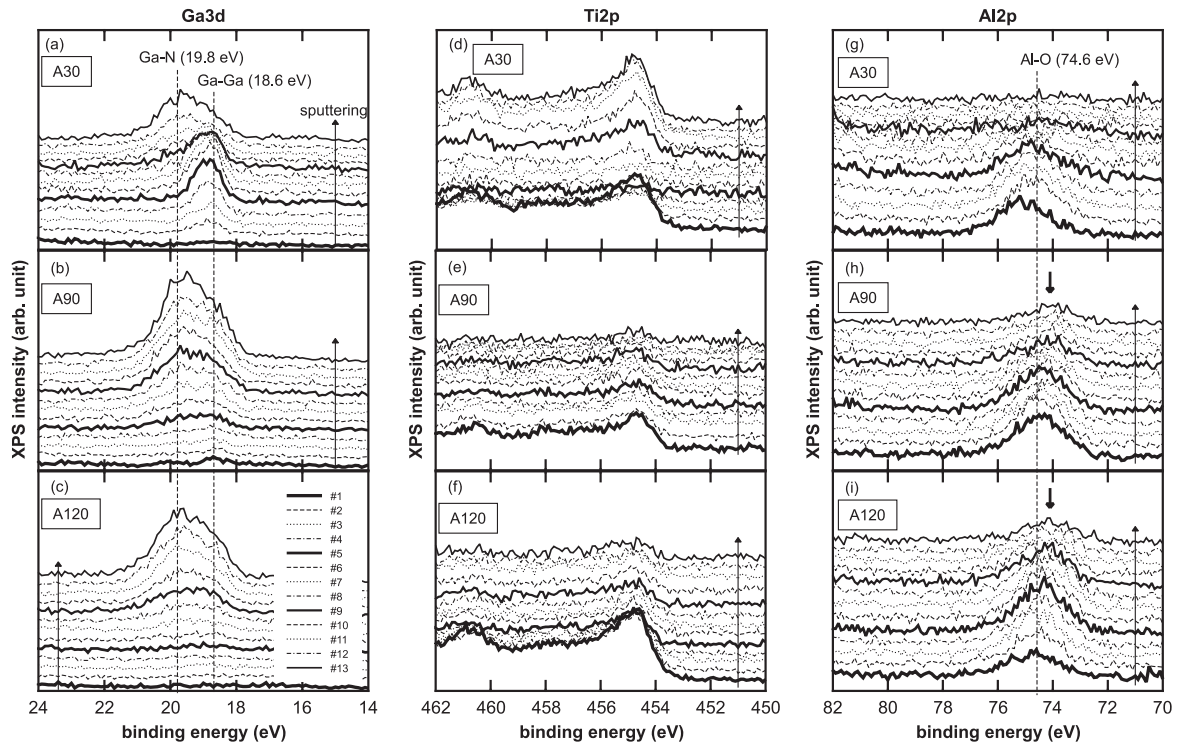 Ga3d
Ti2p
Al2p
(a)
A30
Ga-N (19.8 eV)
Ga-Ga (18.6 eV)
sputtering
(d)
A30
(g)
A30
Al-O (74.6 eV)
(b)
A90
(e)
A90
(h)
A90
(c)
A120
#1
#2
#3
#4
#5
#6
#7
#8
#9
#10
#11
#12
#13
(f)
A120
(i)
A120
XPS intensity (arb. unit)
XPS intensity (arb. unit)
XPS intensity (arb. unit)
24 22 20 18 16 14
462 460 458 456 454 452 450
82 80 78 76 74 72 70
binding energy (eV)
binding energy (eV)
binding energy (eV)